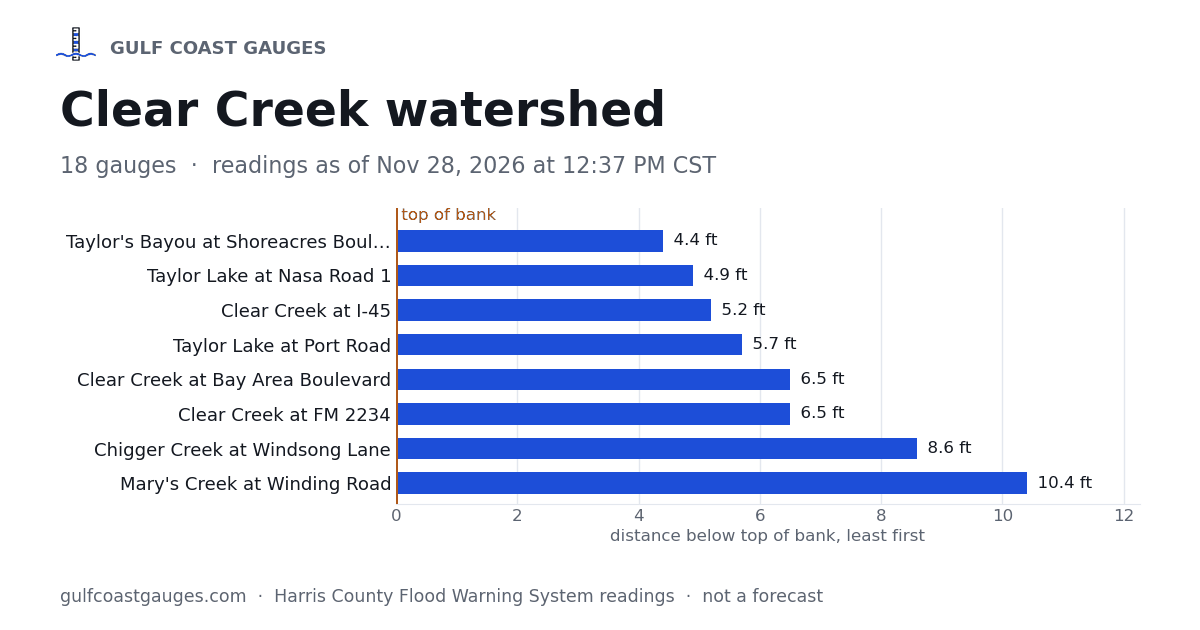 GULF COAST GAUGES
Clear Creek watershed
18 gauges · readings as of Nov 28, 2026 at 12:37 PM CST
top of bank
Taylor's Bayou at Shoreacres Boul… 4.4 ft
Taylor Lake at Nasa Road 1 4.9 ft
Clear Creek at I-45 5.2 ft
Taylor Lake at Port Road 5.7 ft
Clear Creek at Bay Area Boulevard 6.5 ft
Clear Creek at FM 2234 6.5 ft
Chigger Creek at Windsong Lane 8.6 ft
Mary's Creek at Winding Road 10.4 ft
0 2 4 6 8 10 12
distance below top of bank, least first
gulfcoastgauges.com · Harris County Flood Warning System readings · not a forecast